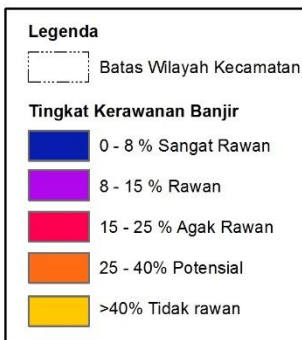 Legenda
Batas Wilayah Kecamatan
Tingkat Kerawanan Banjir
0 - 8 % Sangat Rawan
8 - 15 % Rawan
15 - 25 % Agak Rawan
25 - 40% Potensial
>40% Tidak rawan